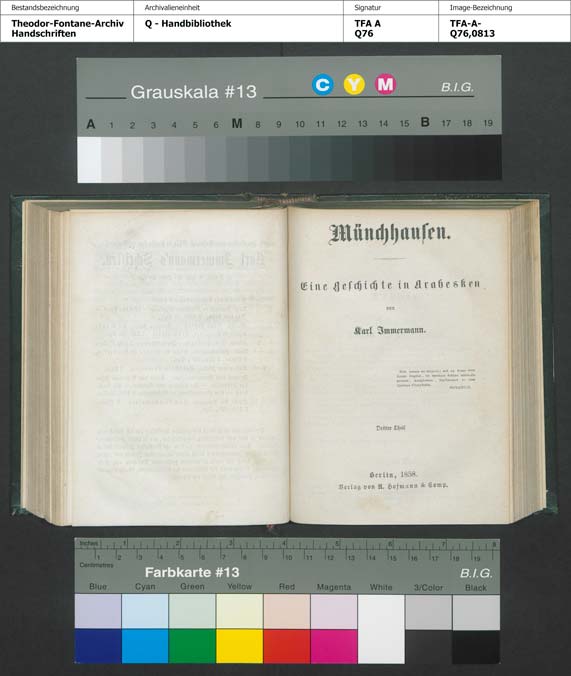 Bestandsbezeichnung
Archivalieneinheit
Signatur
Image-Bezeichnung
Theodor-Fontane-Archiv
Handschriften
Q - Handbibliothek
TFA A
Q76
TFA-A-
Q76,0813
Grauskala #13
C Y M
B.I.G.
A 1 2 3 4 5 6 M 8 9 10 11 12 13 14 15 B 17 18 19
Münchhausen.
Eine Geschichte in Arabesken
von
Karl Immermann.
Dritter Theil
Berlin, 1858.
Verlag von A. Hofmann & Comp.
Inches 1 2 3 4 5 6 7 8
Centimetres 1 2 3 4 5 6 7 8 9 10 11 12 13 14 15 16 17 18 19
Farbkarte #13
B.I.G.
Blue Cyan Green Yellow Red Magenta White 3/Color Black